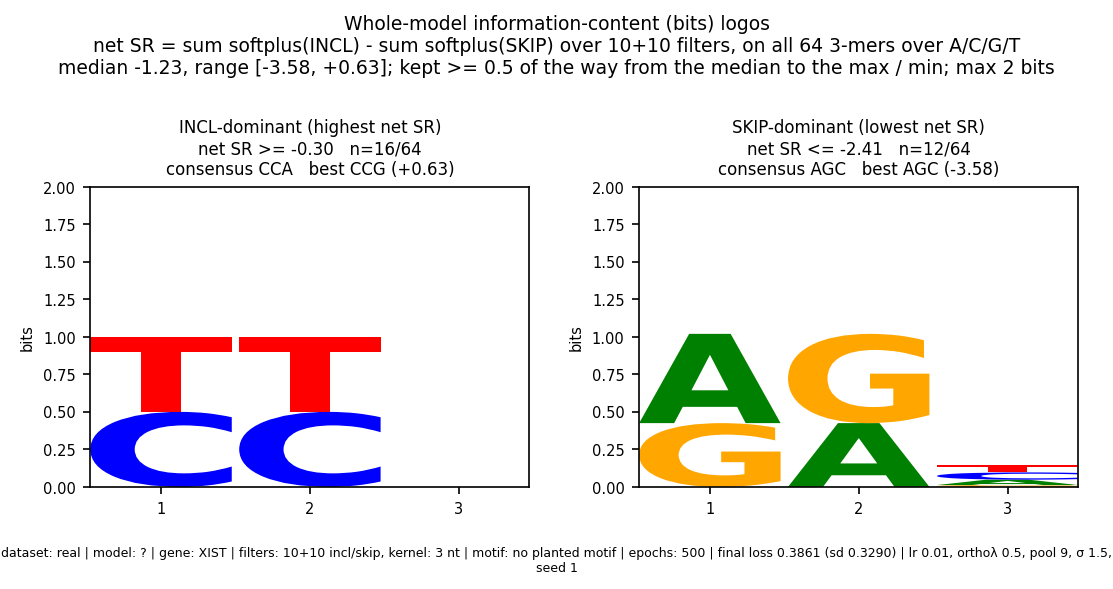 Whole-model information-content (bits) logos
net SR = sum softplus(INCL) - sum softplus(SKIP) over 10+10 filters, on all 64 3-mers over A/C/G/T
median -1.23, range [-3.58, +0.63]; kept >= 0.5 of the way from the median to the max / min; max 2 bits
INCL-dominant (highest net SR)
net SR >= -0.30   n=16/64
consensus CCA   best CCG (+0.63)
2.00
1.75
1.50
1.25
1.00
0.75
0.50
0.25
0.00
bits
T T
C C
1 2 3
SKIP-dominant (lowest net SR)
net SR <= -2.41   n=12/64
consensus AGC   best AGC (-3.58)
2.00
1.75
1.50
1.25
1.00
0.75
0.50
0.25
0.00
bits
A G T
G A C
A
1 2 3
dataset: real | model: ? | gene: XIST | filters: 10+10 incl/skip, kernel: 3 nt | motif: no planted motif | epochs: 500 | final loss 0.3861 (sd 0.3290) | lr 0.01, orthoλ 0.5, pool 9, σ 1.5,
seed 1